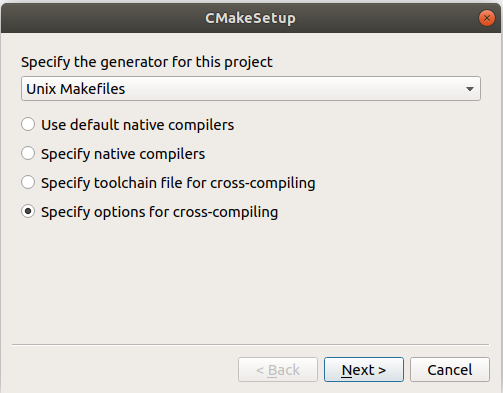 CMakeSetup
Specify the generator for this project
Unix Makefiles
Use default native compilers
Specify native compilers
Specify toolchain file for cross-compiling
Specify options for cross-compiling
< Back
Next >
Cancel